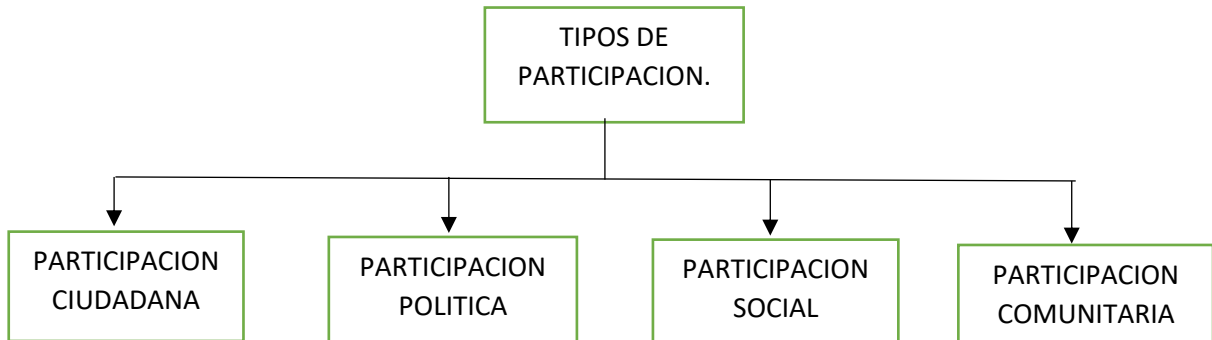 TIPOS DE
PARTICIPACION.
PARTICIPACION
CIUDADANA
PARTICIPACION
POLITICA
PARTICIPACION
SOCIAL
PARTICIPACION
COMUNITARIA